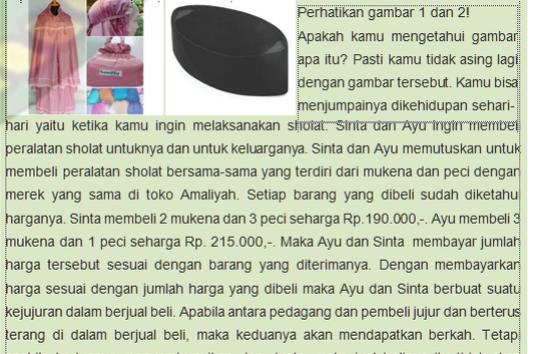 Perhatikan gambar 1 dan 2!
Apakah kamu mengetahui gambar
apa itu? Pasti kamu tidak asing lagi
dengan gambar tersebut. Kamu bisa
menjumpainya dikehidupan sehari-
hari yaitu ketika kamu ingin melaksanakan sholat. Sinta dan Ayu ingin membeli
peralatan sholat untuknya dan untuk keluarganya. Sinta dan Ayu memutuskan untuk
membeli peralatan sholat bersama-sama yang terdiri dari mukena dan peci dengan
merek yang sama di toko Amaliyah. Setiap barang yang dibeli sudah diketahui
harganya. Sinta membeli 2 mukena dan 3 peci seharga Rp.190.000,-. Ayu membeli 3
mukena dan 1 peci seharga Rp. 215.000,-. Maka Ayu dan Sinta membayar jumlah
harga tersebut sesuai dengan barang yang diterimanya. Dengan membayarkan
harga sesuai dengan jumlah harga yang dibeli maka Ayu dan Sinta berbuat suatu
kejujuran dalam berjual beli. Apabila antara pedagang dan pembeli jujur dan berterus
terang di dalam berjual beli, maka keduanya akan mendapatkan berkah. Tetapi